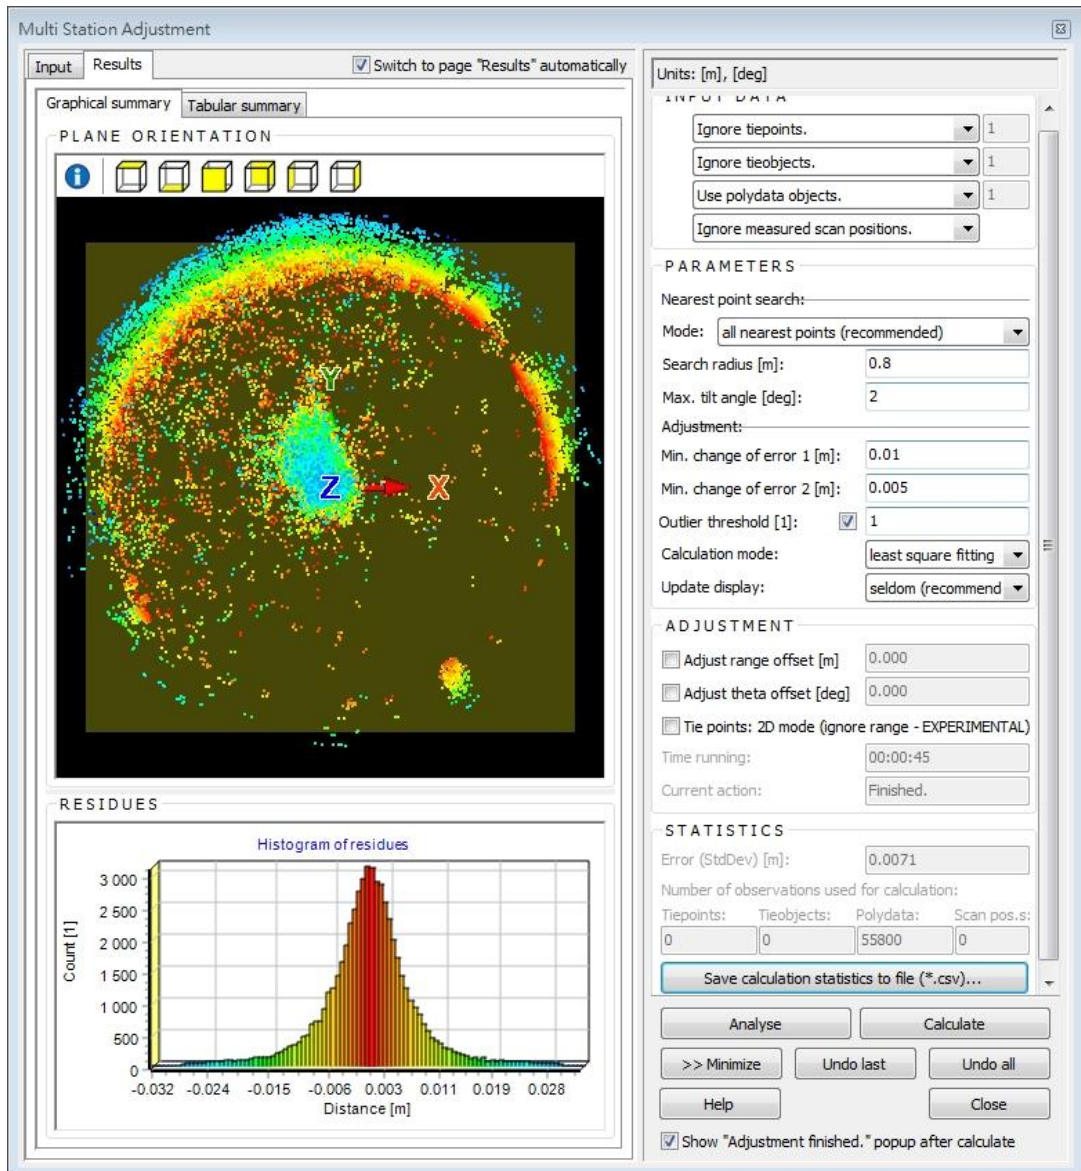 Multi Station Adjustment
Input Results Switch to page "Results" automatically
Graphical summary Tabular summary
PLANE ORIENTATION
Y
Z X
RESIDUES
Histogram of residues
Count [1]
3 000
2 500
2 000
1 500
1 000
500
0
-0.032 -0.024 -0.015 -0.006 0.003 0.011 0.019 0.028
Distance [m]
Units: [m], [deg]
INPUT DATA
Ignore tiepoints. 1
Ignore tieobjects. 1
Use polydata objects. 1
Ignore measured scan positions.
PARAMETERS
Nearest point search:
Mode: all nearest points (recommended)
Search radius [m]: 0.8
Max. tilt angle [deg]: 2
Adjustment:
Min. change of error 1 [m]: 0.01
Min. change of error 2 [m]: 0.005
Outlier threshold [1]: 1
Calculation mode: least square fitting
Update display: seldom (recommend
ADJUSTMENT
Adjust range offset [m] 0.000
Adjust theta offset [deg] 0.000
Tie points: 2D mode (ignore range - EXPERIMENTAL)
Time running: 00:00:45
Current action: Finished.
STATISTICS
Error (StdDev) [m]: 0.0071
Number of observations used for calculation:
Tiepoints: Tieobjects: Polydata: Scan pos.s:
0 0 55800 0
Save calculation statistics to file (*.csv)...
Analyse Calculate
>> Minimize Undo last Undo all
Help Close
Show "Adjustment finished." popup after calculate